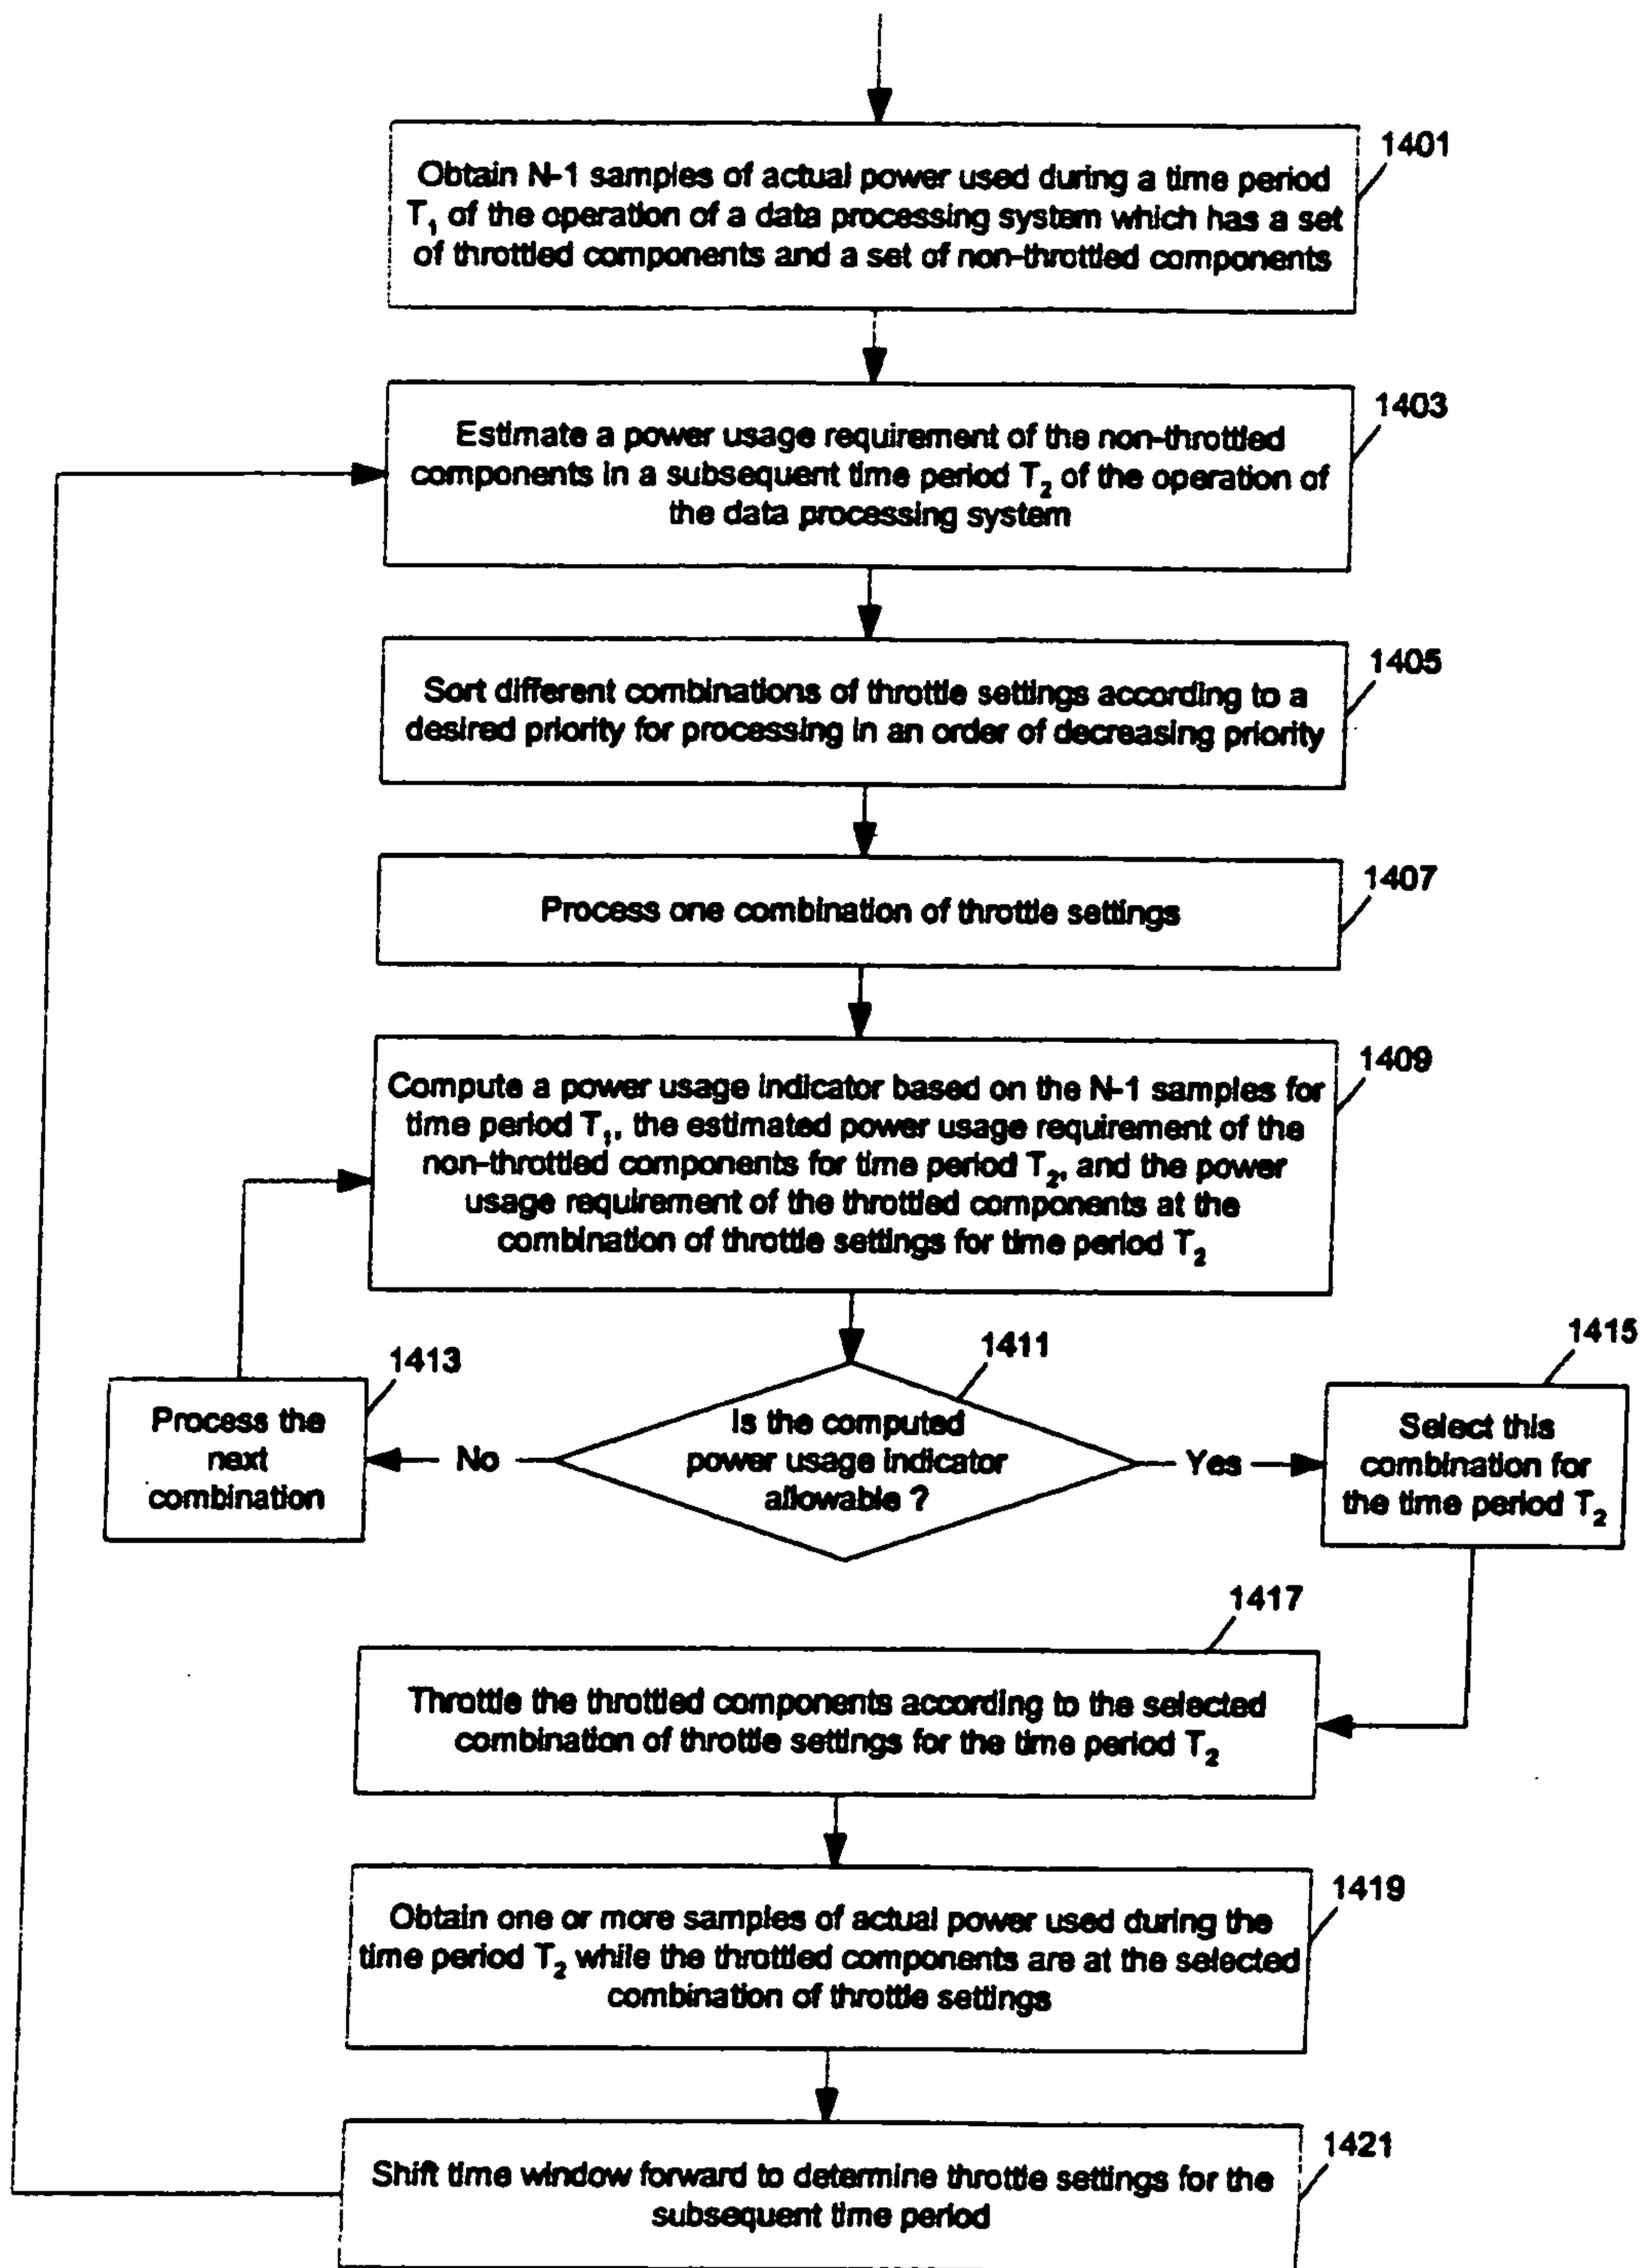 1401
Obtain N-1 samples of actual power used during a time period
T₁ of the operation of a data processing system which has a set
of throttled components and a set of non-throttled components
1403
Estimate a power usage requirement of the non-throttled
components in a subsequent time period T₂ of the operation of
the data processing system
1405
Sort different combinations of throttle settings according to a
desired priority for processing in an order of decreasing priority
1407
Process one combination of throttle settings
1409
Compute a power usage indicator based on the N-1 samples for
time period T₁, the estimated power usage requirement of the
non-throttled components for time period T₂, and the power
usage requirement of the throttled components at the
combination of throttle settings for time period T₂
1411
Is the computed
power usage indicator
allowable ?
No
1413
Process the
next
combination
Yes
1415
Select this
combination for
the time period T₂
1417
Throttle the throttled components according to the selected
combination of throttle settings for the time period T₂
1419
Obtain one or more samples of actual power used during the
time period T₂ while the throttled components are at the selected
combination of throttle settings
1421
Shift time window forward to determine throttle settings for the
subsequent time period